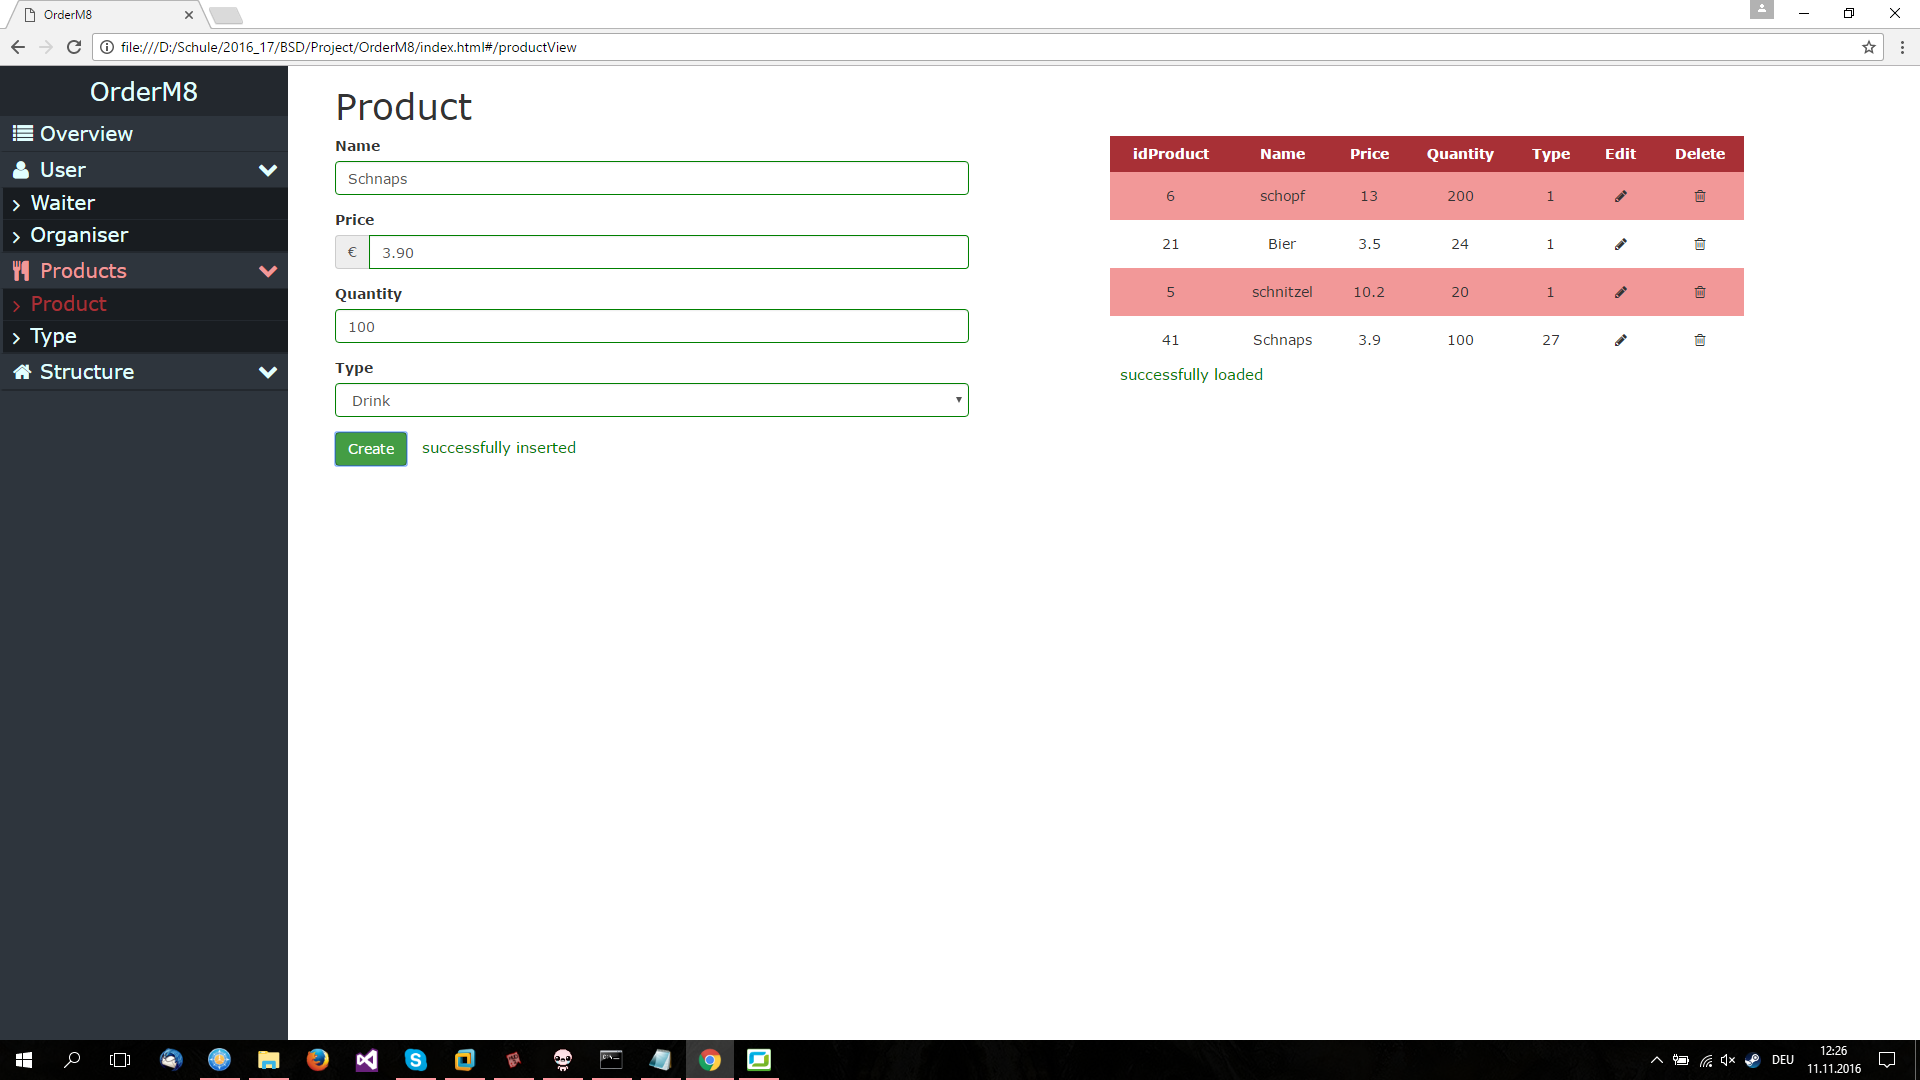 OrderM8
file:///D:/Schule/2016_17/BSD/Project/OrderM8/index.html#/productView
OrderM8
Overview
User
Waiter
Organiser
Products
Product
Type
Structure
Product
Name
Schnaps
Price
€ 3.90
Quantity
100
Type
Drink
Create successfully inserted
idProduct Name Price Quantity Type Edit Delete
6 schopf 13 200 1
21 Bier 3.5 24 1
5 schnitzel 10.2 20 1
41 Schnaps 3.9 100 27
successfully loaded
DEU
12:26
11.11.2016